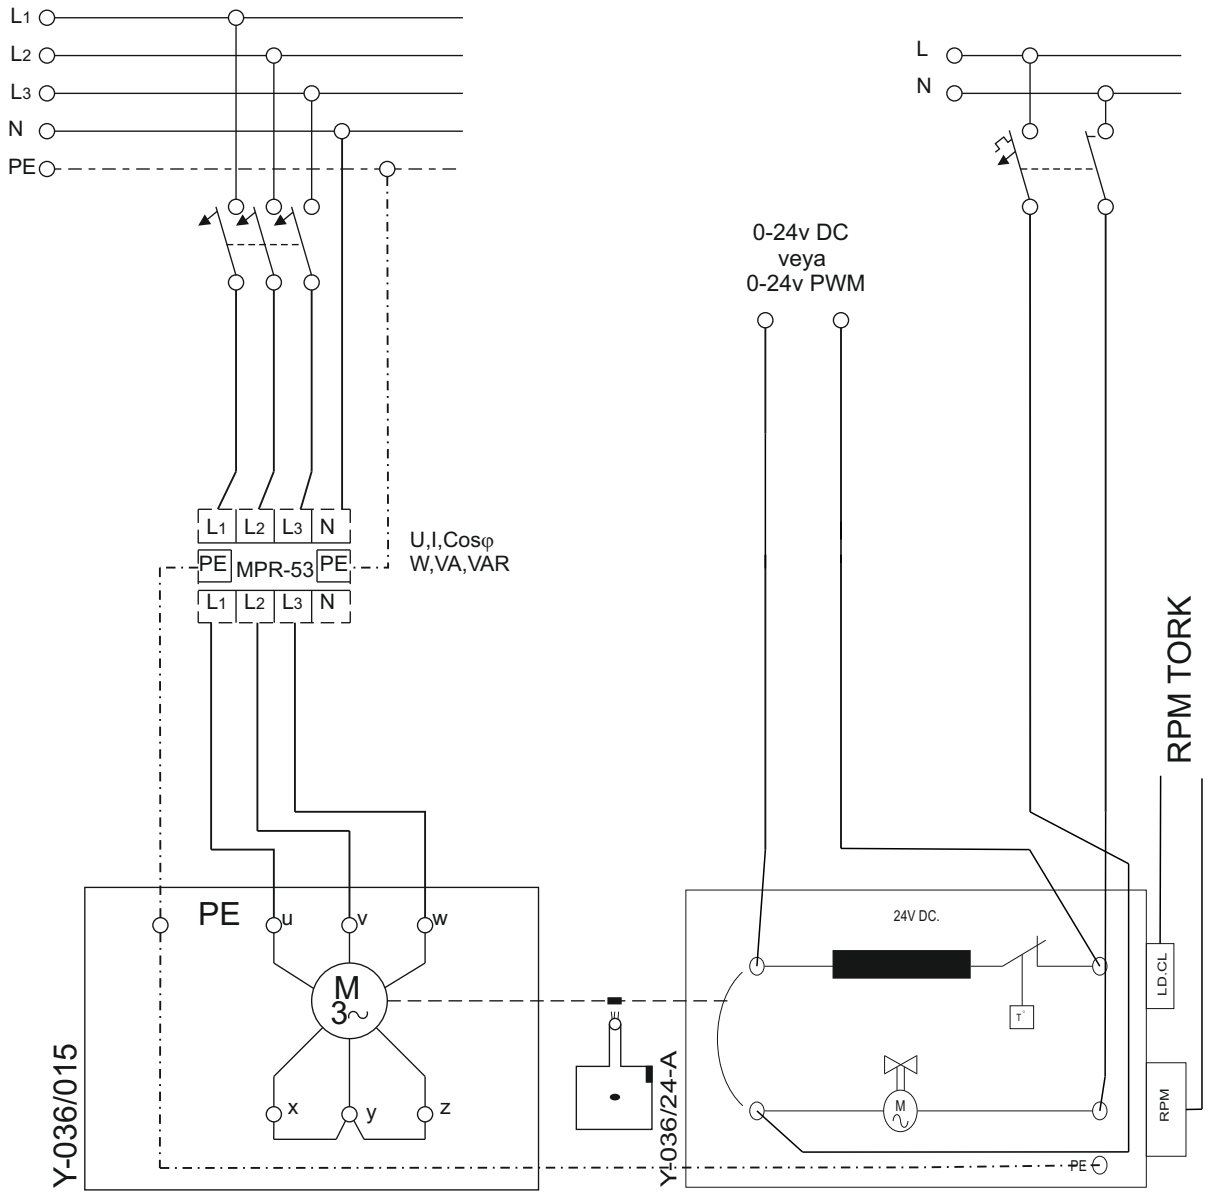 L1
L2
L3
N
PE
L
N
0-24v DC
veya
0-24v PWM
L1 L2 L3 N
PE MPR-53 PE
L1 L2 L3 N
U,I,Cosφ
W,VA,VAR
RPM TORK
PE
u
v
w
M
3~
x
y
z
Y-036/015
Y-036/24-A
24V DC.
T°
M
~
PE
LD.CL
RPM